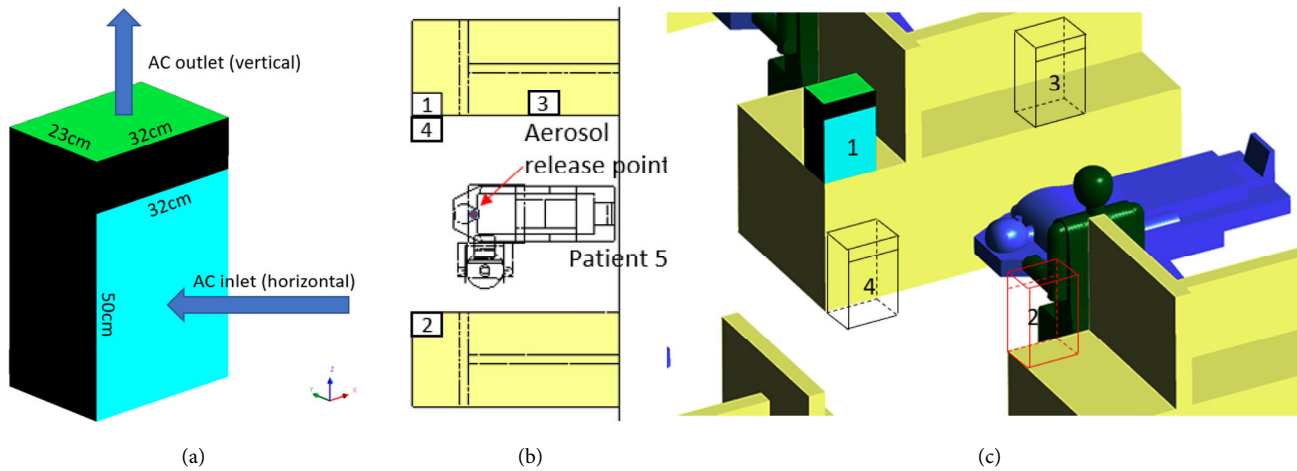 AC outlet (vertical)
23cm
32cm
32cm
AC inlet (horizontal)
50cm
Z
Y
X
(a)
1
3
4
Aerosol
release point
Patient 5
2
(b)
3
1
4
2
(c)